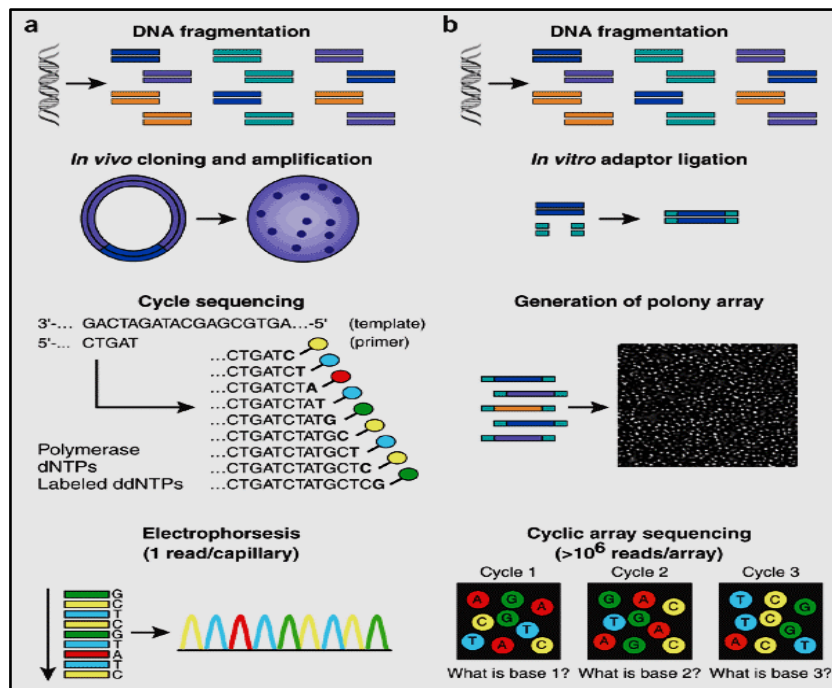 a
DNA fragmentation
In vivo cloning and amplification
Cycle sequencing
3'-... GACTAGATACGAGCGTGA...-5' (template)
5'-... CTGAT (primer)
...CTGATC
...CTGATCT
...CTGATCTA
...CTGATCTAT
...CTGATCTATG
...CTGATCTATGC
...CTGATCTATGCT
...CTGATCTATGCTC
...CTGATCTATGCTCG
Polymerase
dNTPs
Labeled ddNTPs
Electrophorsesis
(1 read/capillary)
G
C
T
C
G
T
A
T
C
b
DNA fragmentation
In vitro adaptor ligation
Generation of polony array
Cyclic array sequencing
(>10⁶ reads/array)
Cycle 1
A G A
C G T
T A C
What is base 1?
Cycle 2
G A C
T G A
A G C
What is base 2?
Cycle 3
T C G
C G
A C T
What is base 3?